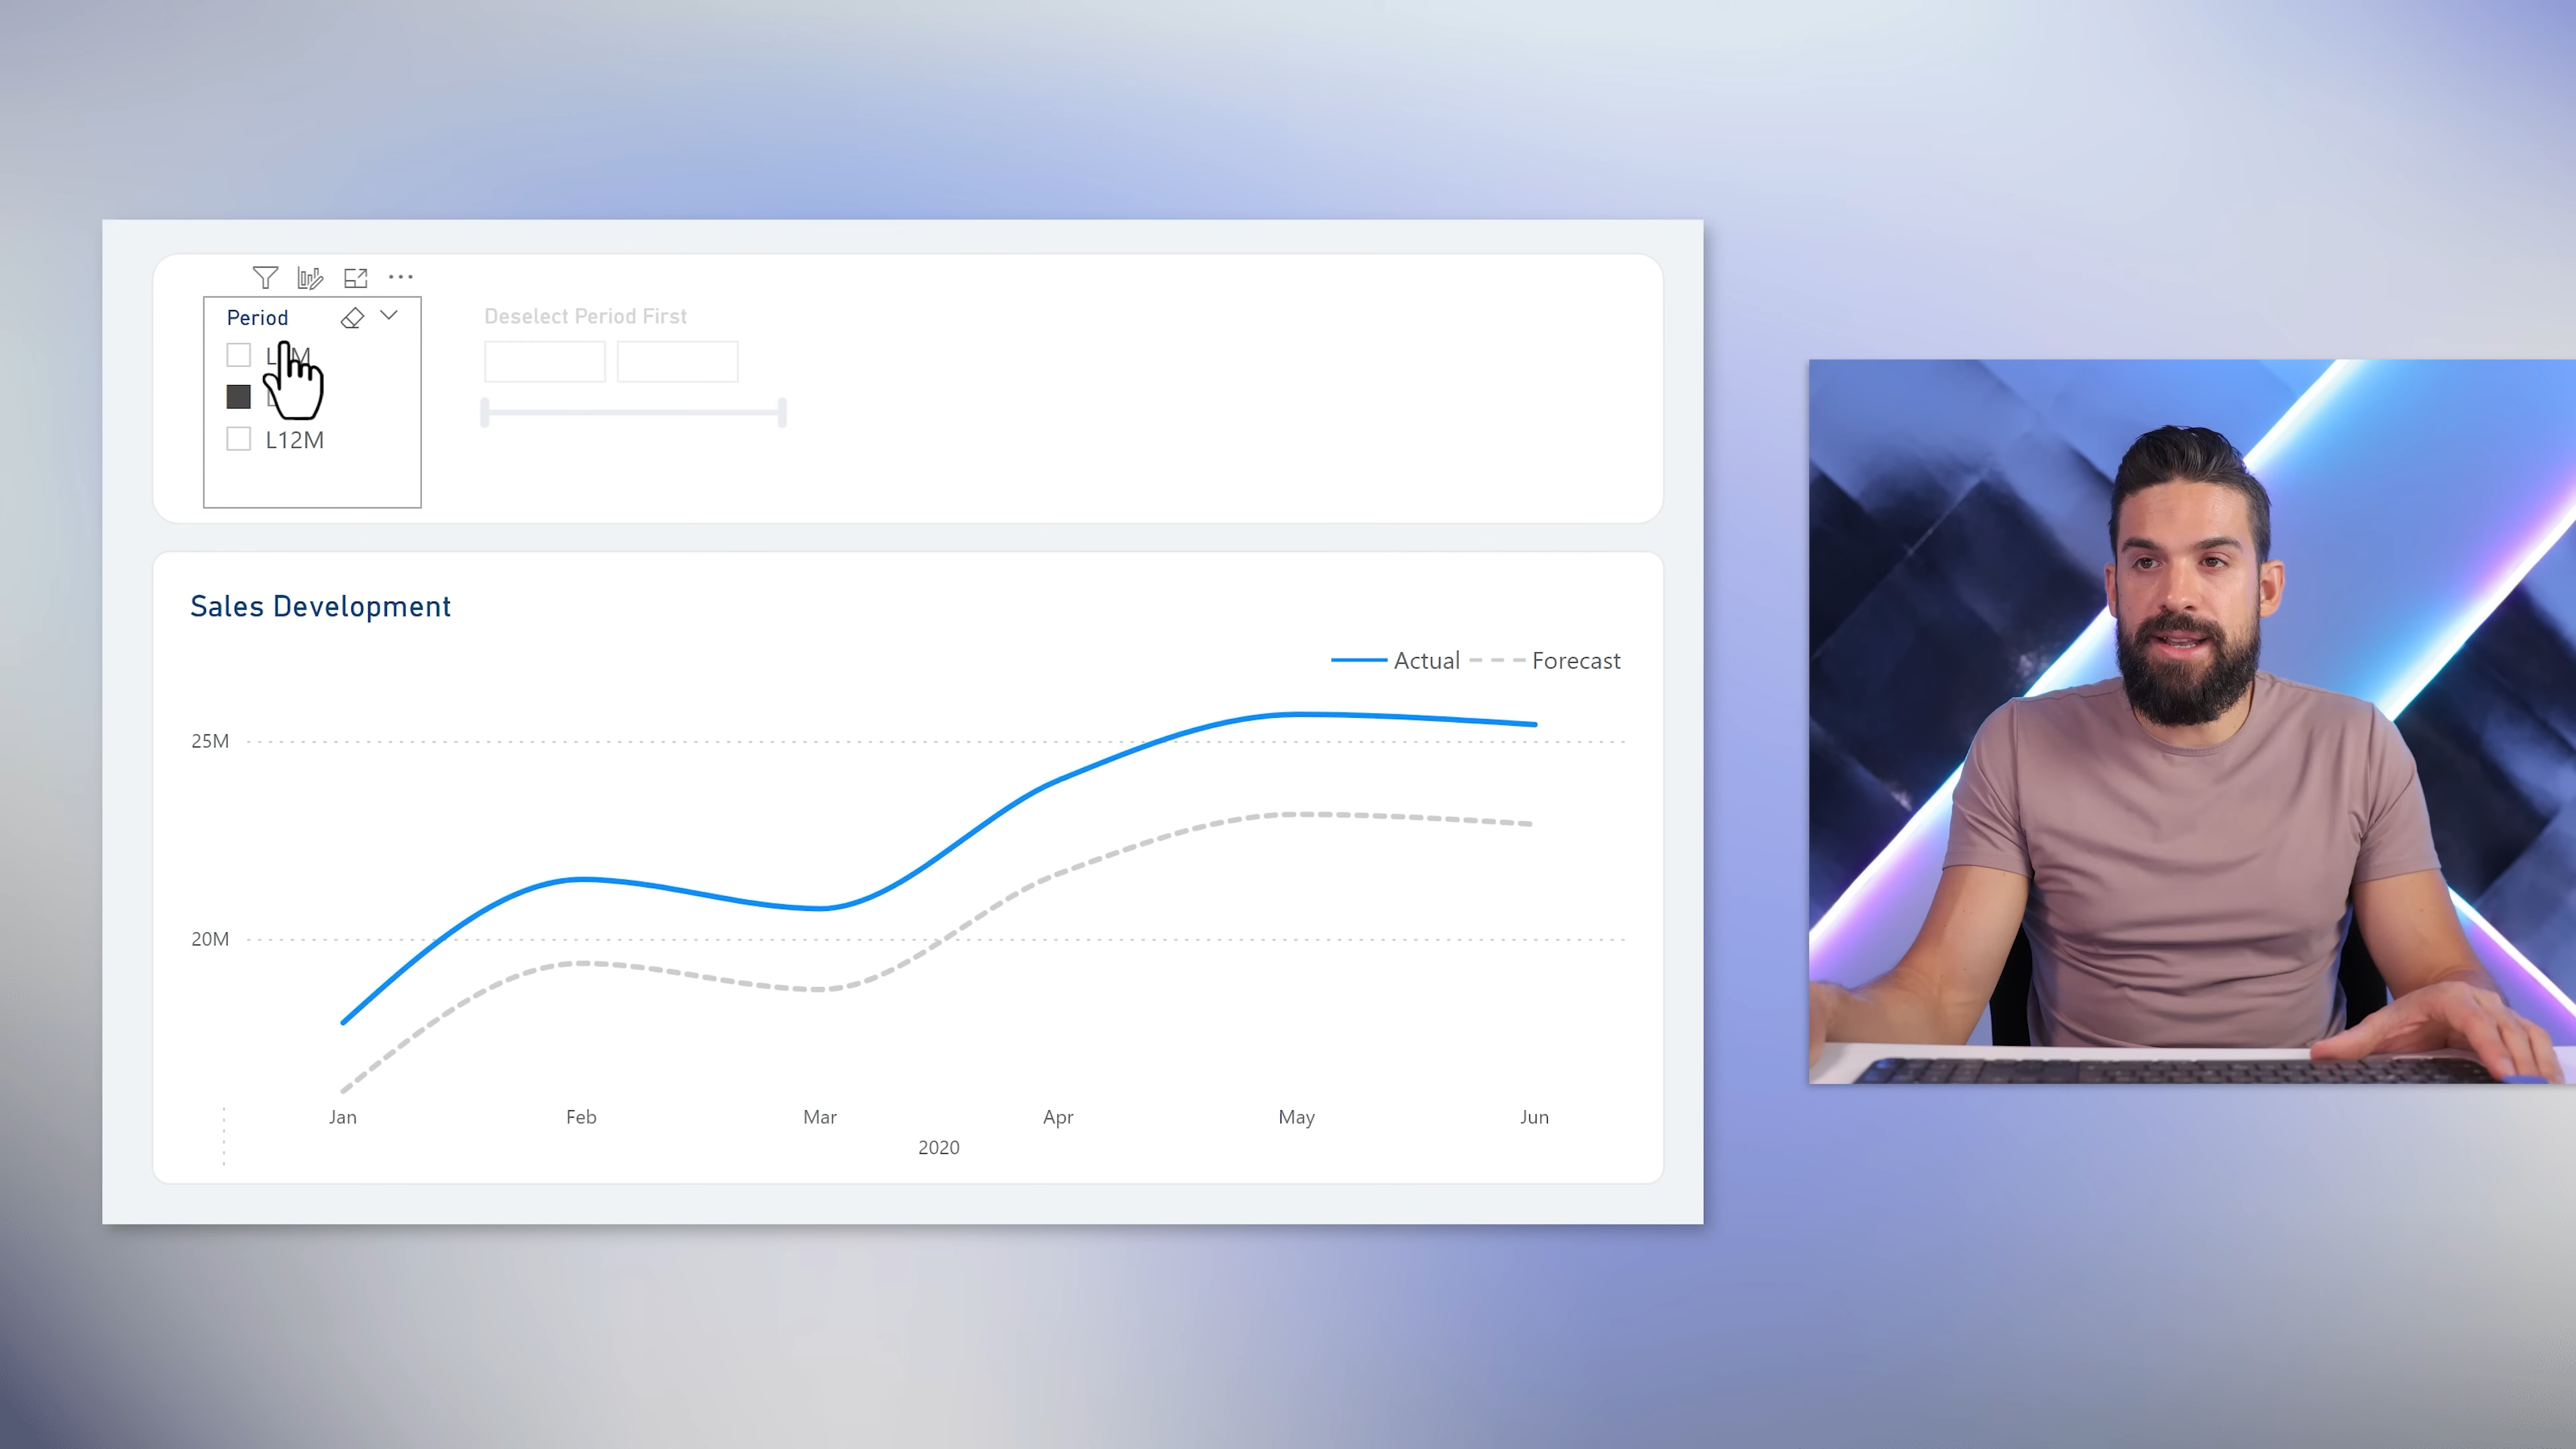 Period
Deselect Period First
L12M
Sales Development
Actual
Forecast
25M
20M
Jan
Feb
Mar
Apr
May
Jun
2020